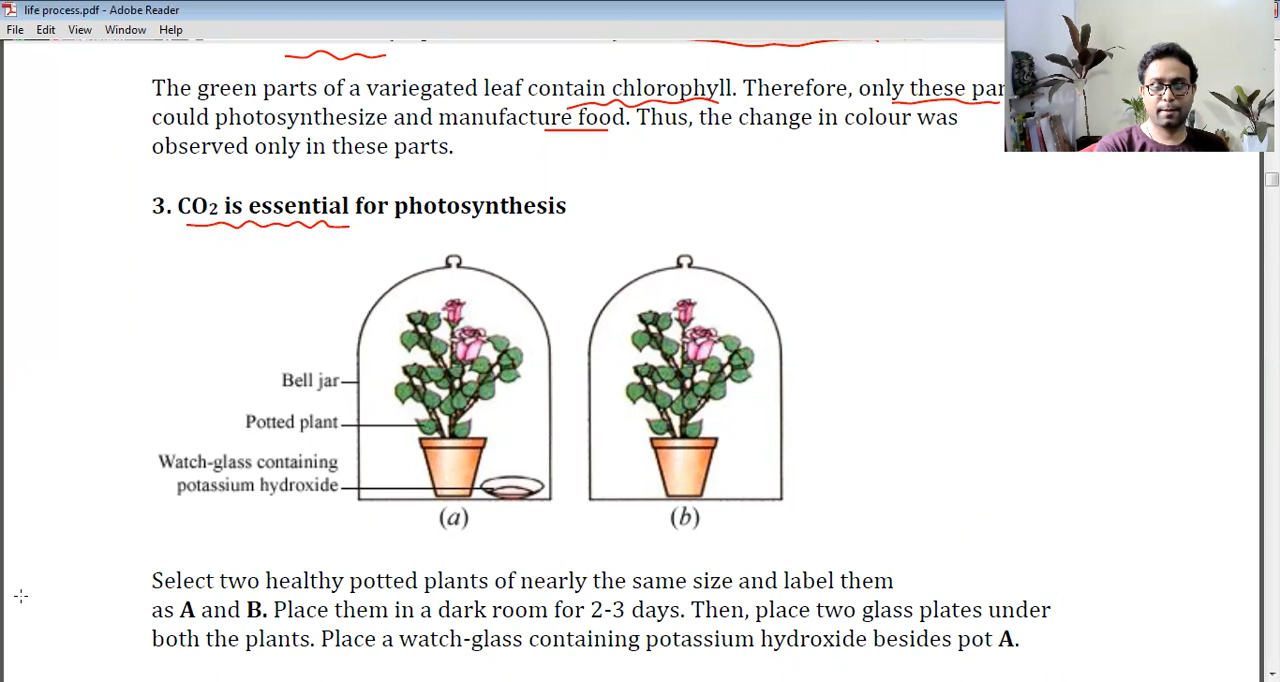 life process.pdf - Adobe Reader
File Edit View Window Help
The green parts of a variegated leaf contain chlorophyll. Therefore, only these par
could photosynthesize and manufacture food. Thus, the change in colour was
observed only in these parts.
3. CO2 is essential for photosynthesis
Bell jar
Potted plant
Watch-glass containing
potassium hydroxide
(a)
(b)
Select two healthy potted plants of nearly the same size and label them
as A and B. Place them in a dark room for 2-3 days. Then, place two glass plates under
both the plants. Place a watch-glass containing potassium hydroxide besides pot A.